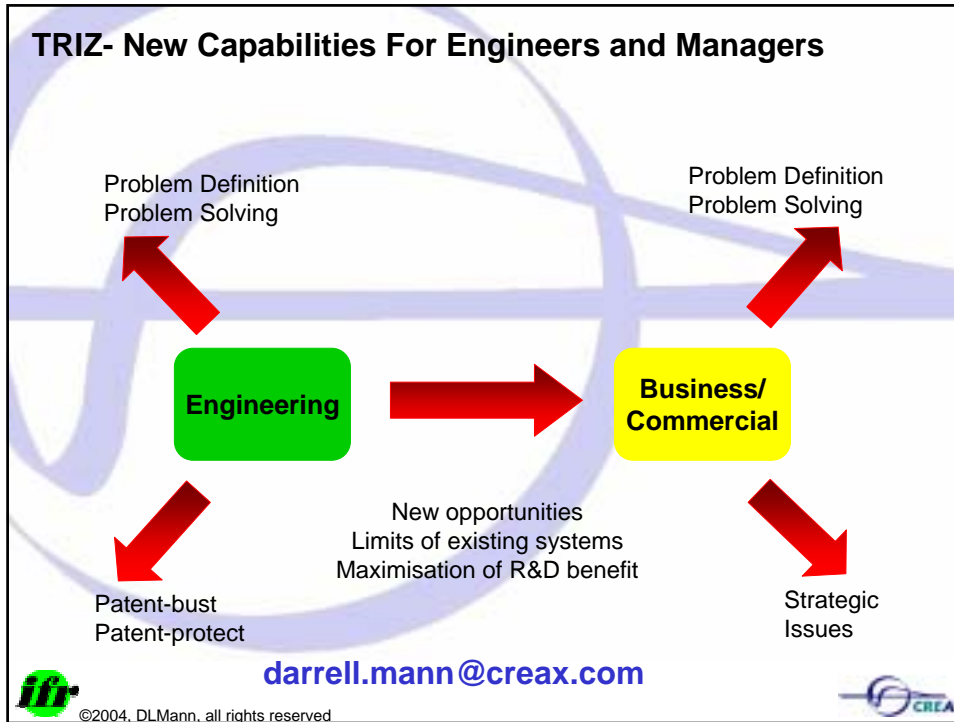 TRIZ- New Capabilities For Engineers and Managers
Problem Definition
Problem Solving
Problem Definition
Problem Solving
Engineering
Business/
Commercial
New opportunities
Limits of existing systems
Maximisation of R&D benefit
Patent-bust
Patent-protect
Strategic
Issues
darrell.mann@creax.com
ifr
©2004, DLMann, all rights reserved
CREA